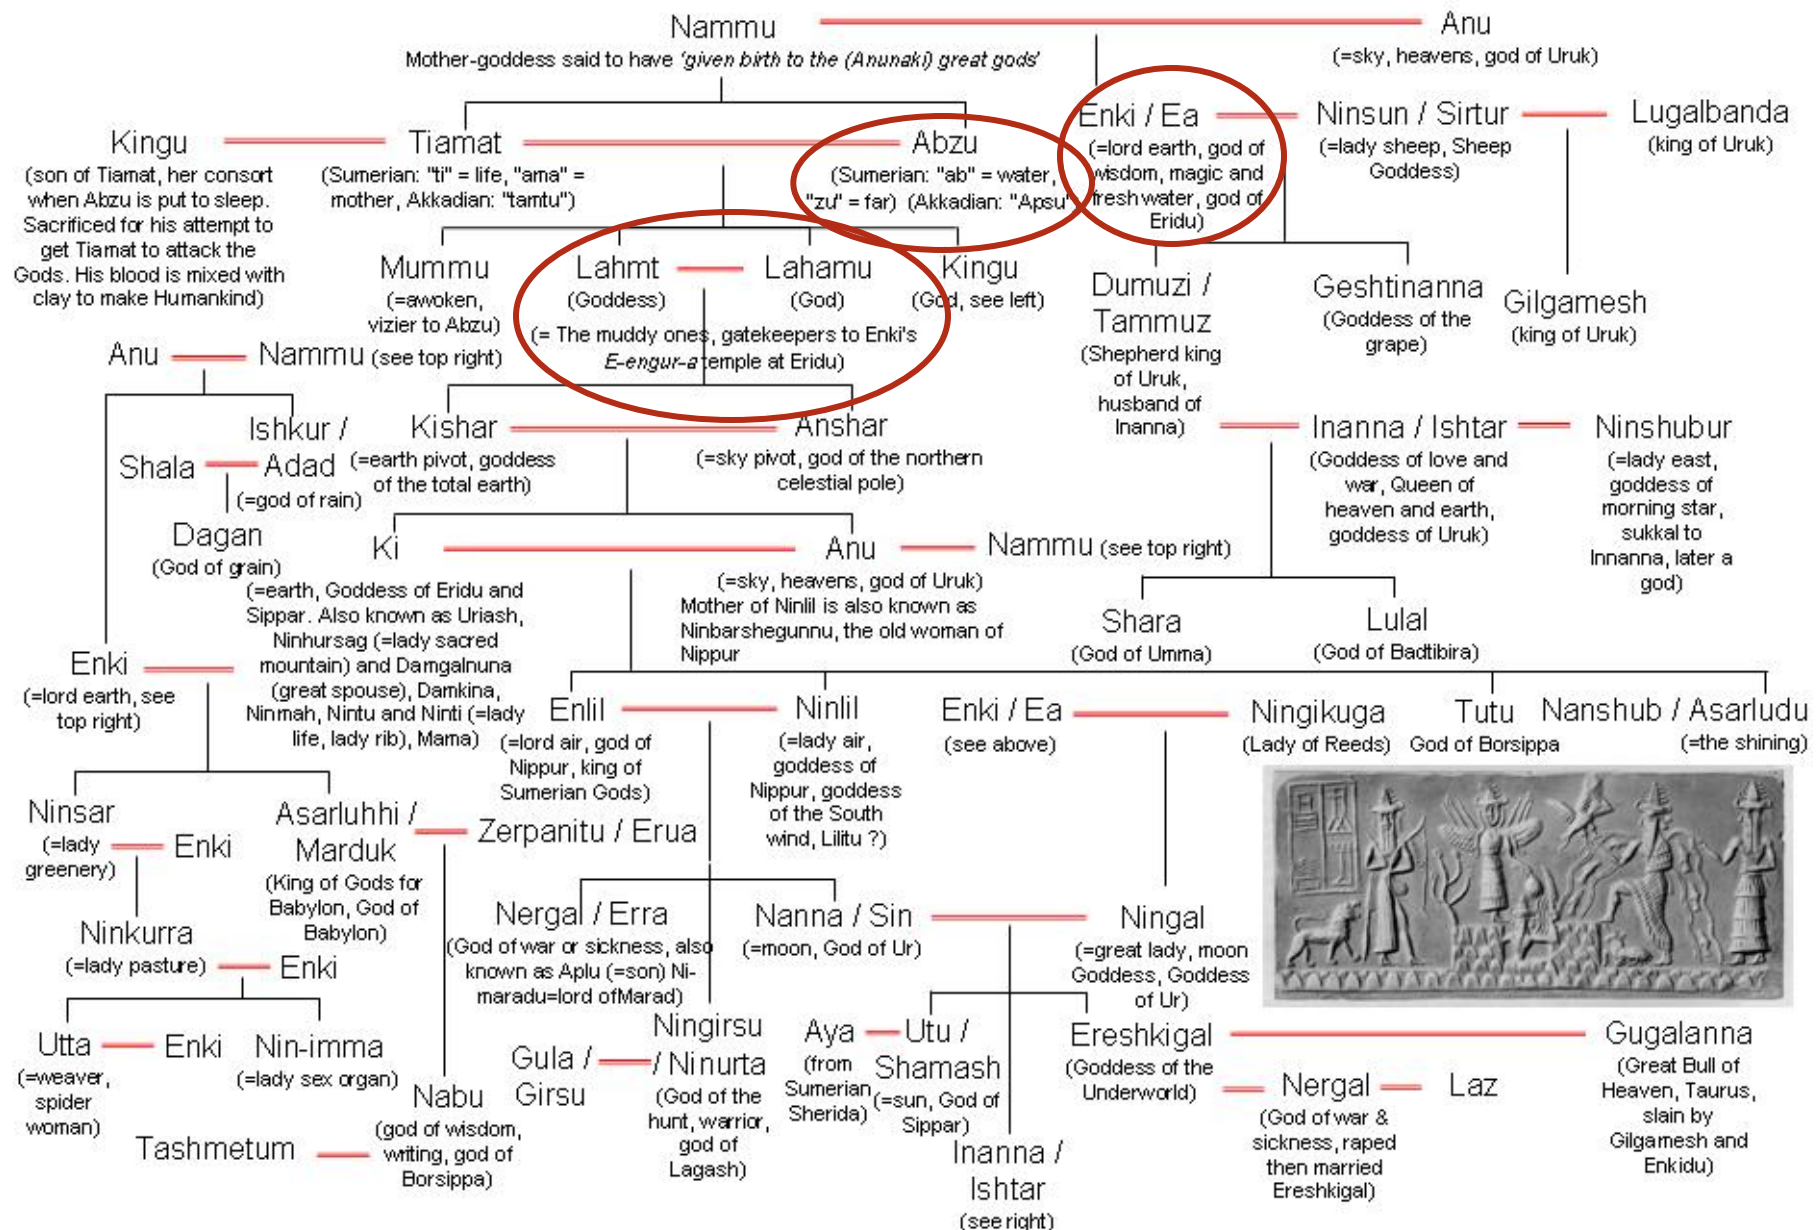 Nammu
Mother-goddess said to have 'given birth to the (Anunaki) great gods'
Anu
(=sky, heavens, god of Uruk)
Kingu
(son of Tiamat, her consort
when Abzu is put to sleep.
Sacrificed for his attempt to
get Tiamat to attack the
Gods. His blood is mixed with
clay to make Humankind)
Tiamat
(Sumerian: "ti" = life, "ama" =
mother, Akkadian: "tamtu")
Abzu
(Sumerian: "ab" = water,
"zu" = far) (Akkadian: "Apsu"
Enki / Ea
(=lord earth, god of
wisdom, magic and
fresh water, god of
Eridu)
Ninsun / Sirtur
(=lady sheep, Sheep
Goddess)
Lugalbanda
(king of Uruk)
Mummu
(=awoken,
vizier to Abzu)
Lahmt
(Goddess)
Lahamu
(God)
(= The muddy ones, gatekeepers to Enki's
E-engur-a temple at Eridu)
Kingu
(God, see left)
Dumuzi /
Tammuz
(Shepherd king
of Uruk,
husband of
Inanna)
Geshtinanna
(Goddess of the
grape)
Gilgamesh
(king of Uruk)
Anu
Nammu (see top right)
Ishkur /
Adad
(=god of rain)
Shala
Dagan
(God of grain)
Kishar
(=earth pivot, goddess
of the total earth)
Anshar
(=sky pivot, god of the northern
celestial pole)
Inanna / Ishtar
(Goddess of love and
war, Queen of
heaven and earth,
goddess of Uruk)
Ninshubur
(=lady east,
goddess of
morning star,
sukkal to
Innanna, later a
god)
Ki
(=earth, Goddess of Eridu and
Sippar. Also known as Uriash,
Ninhursag (=lady sacred
mountain) and Damgalnuna
(great spouse), Damkina,
Ninmah, Nintu and Ninti (=lady
life, lady rib), Mama)
Anu
(=sky, heavens, god of Uruk)
Mother of Ninlil is also known as
Ninbarshegunnu, the old woman of
Nippur
Nammu (see top right)
Shara
(God of Umma)
Lulal
(God of Badtibira)
Enki
(=lord earth, see
top right)
Enlil
(=lord air, god of
Nippur, king of
Sumerian Gods)
Ninlil
(=lady air,
goddess of
Nippur, goddess
of the South
wind, Lilitu ?)
Enki / Ea
(see above)
Ningikuga
(Lady of Reeds)
Tutu
God of Borsippa
Nanshub / Asarludu
(=the shining)
Ninsar
(=lady
greenery)
Enki
Asarluhhi /
Marduk
(King of Gods for
Babylon, God of
Babylon)
Zerpanitu / Erua
Ninkurra
(=lady pasture)
Enki
Nergal / Erra
(God of war or sickness, also
known as Aplu (=son) Ni-
maradu=lord ofMarad)
Nanna / Sin
(=moon, God of Ur)
Ningal
(=great lady, moon
Goddess, Goddess
of Ur)
Utta
(=weaver,
spider
woman)
Enki
Nin-imma
(=lady sex organ)
Nabu
(god of wisdom,
writing, god of
Borsippa)
Tashmetum
Gula /
Girsu
Ningirsu
/ Ninurta
(God of the
hunt, warrior,
god of
Lagash)
Aya
(from
Sumerian
Sherida)
Utu /
Shamash
(=sun, God of
Sippar)
Inanna /
Ishtar
(see right)
Ereshkigal
(Goddess of the
Underworld)
Nergal
(God of war &
sickness, raped
then married
Ereshkigal)
Laz
Gugalanna
(Great Bull of
Heaven, Taurus,
slain by
Gilgamesh and
Enkidu)